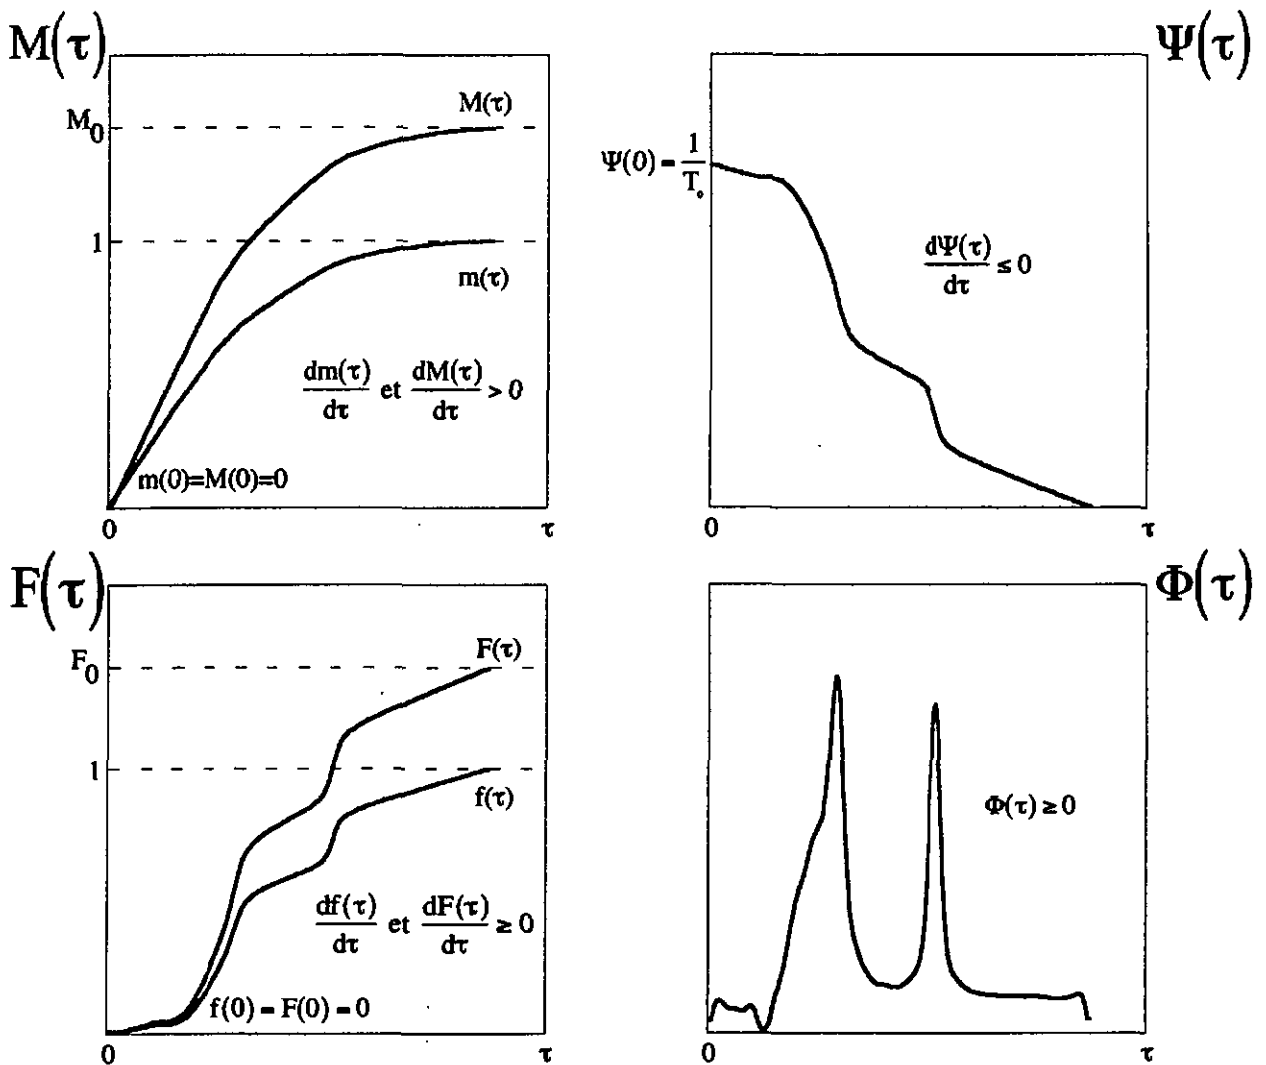 M(τ)
M0
M(τ)
1
m(τ)
dm(τ)/dτ et dM(τ)/dτ > 0
m(0)=M(0)=0
0 τ
Ψ(τ)
Ψ(0) = 1/T₀
dΨ(τ)/dτ ≤ 0
0 τ
F(τ)
F0
F(τ)
1
f(τ)
df(τ)/dτ et dF(τ)/dτ ≥ 0
f(0) = F(0) = 0
0 τ
Φ(τ)
Φ(τ) ≥ 0
0 τ